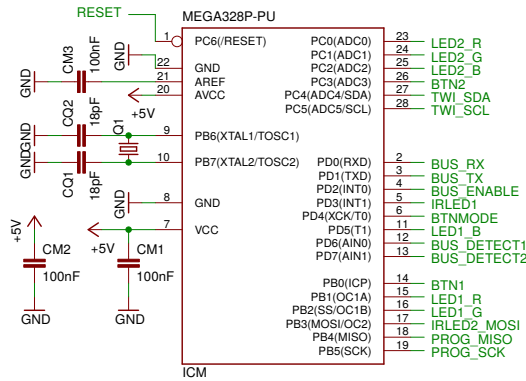 RESET
MEGA328P-PU
1 PC6(/RESET)
22 GND
21 AREF
20 AVCC
9 PB6(XTAL1/TOSC1)
10 PB7(XTAL2/TOSC2)
8 GND
7 VCC
PC0(ADC0) 23 LED2_R
PC1(ADC1) 24 LED2_G
PC2(ADC2) 25 LED2_B
PC3(ADC3) 26 BTN2
PC4(ADC4/SDA) 27 TWI_SDA
PC5(ADC5/SCL) 28 TWI_SCL
PD0(RXD) 2 BUS_RX
PD1(TXD) 3 BUS_TX
PD2(INT0) 4 BUS_ENABLE
PD3(INT1) 5 IRLED1
PD4(XCK/T0) 6 BTNMODE
PD5(T1) 11 LED1_B
PD6(AIN0) 12 BUS_DETECT1
PD7(AIN1) 13 BUS_DETECT2
PB0(ICP) 14 BTN1
PB1(OC1A) 15 LED1_R
PB2(SS/OC1B) 16 LED1_G
PB3(MOSI/OC2) 17 IRLED2_MOSI
PB4(MISO) 18 PROG_MISO
PB5(SCK) 19 PROG_SCK
ICM
GND
CM3
100nF
GND
+5V
GND
CQ2
18pF
Q1
GND
CQ1
18pF
GND
+5V
+5V
CM2
100nF
GND
CM1
100nF
GND